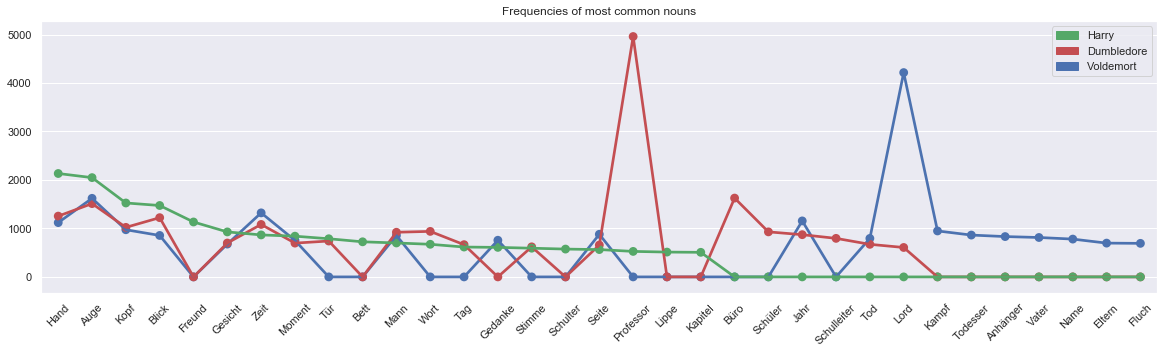 Frequencies of most common nouns
Harry
Dumbledore
Voldemort
5000
4000
3000
2000
1000
0
Hand
Auge
Kopf
Blick
Freund
Gesicht
Zeit
Moment
Tür
Bett
Mann
Wort
Tag
Gedanke
Stimme
Schulter
Seite
Professor
Lippe
Kapitel
Büro
Schüler
Jahr
Schulleiter
Tod
Lord
Kampf
Todesser
Anhänger
Vater
Name
Eltern
Fluch